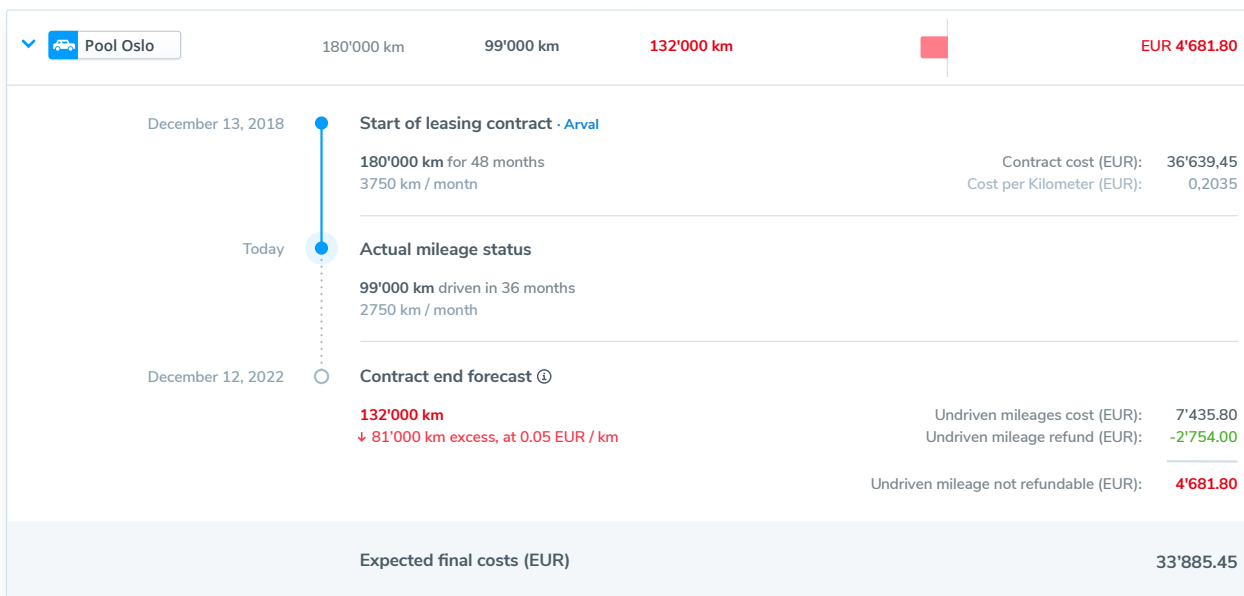 Pool Oslo 180'000 km 99'000 km 132'000 km EUR 4'681.80
December 13, 2018 Start of leasing contract · Arval
180'000 km for 48 months Contract cost (EUR): 36'639,45
3750 km / montn Cost per Kilometer (EUR): 0,2035
Today Actual mileage status
99'000 km driven in 36 months
2750 km / month
December 12, 2022 Contract end forecast
132'000 km Undriven mileages cost (EUR): 7'435.80
↓ 81'000 km excess, at 0.05 EUR / km Undriven mileage refund (EUR): -2'754.00
Undriven mileage not refundable (EUR): 4'681.80
Expected final costs (EUR) 33'885.45